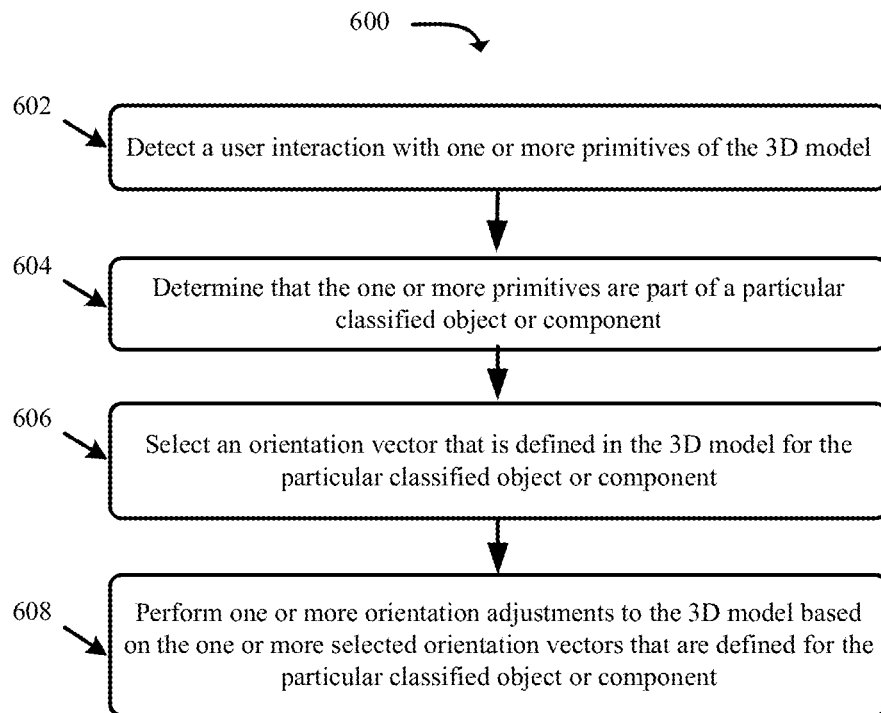 600
602
Detect a user interaction with one or more primitives of the 3D model
604
Determine that the one or more primitives are part of a particular
classified object or component
606
Select an orientation vector that is defined in the 3D model for the
particular classified object or component
608
Perform one or more orientation adjustments to the 3D model based
on the one or more selected orientation vectors that are defined for the
particular classified object or component